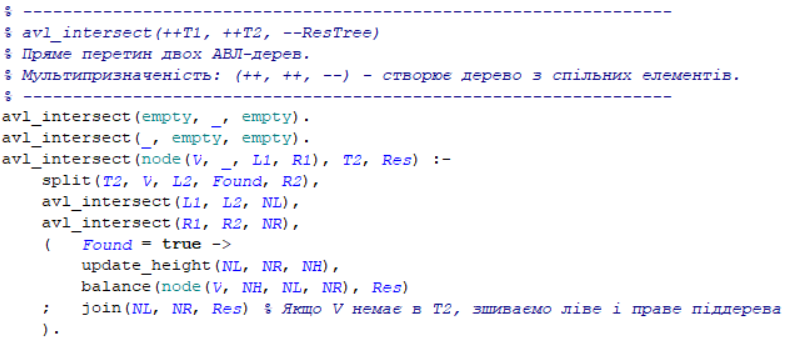 % -----------------------------------------------------------------
% avl_intersect(++T1, ++T2, --ResTree)
% Пряме перетин двох АВЛ-дерев.
% Мультипризначеність: (++, ++, --) - створює дерево з спільних елементів.
% -----------------------------------------------------------------
avl_intersect(empty, _, empty).
avl_intersect(_, empty, empty).
avl_intersect(node(V, _, L1, R1), T2, Res) :-
    split(T2, V, L2, Found, R2),
    avl_intersect(L1, L2, NL),
    avl_intersect(R1, R2, NR),
    (   Found = true ->
        update_height(NL, NR, NH),
        balance(node(V, NH, NL, NR), Res)
    ;   join(NL, NR, Res) % Якщо V немає в T2, зшиваємо ліве і праве піддерева
    ).